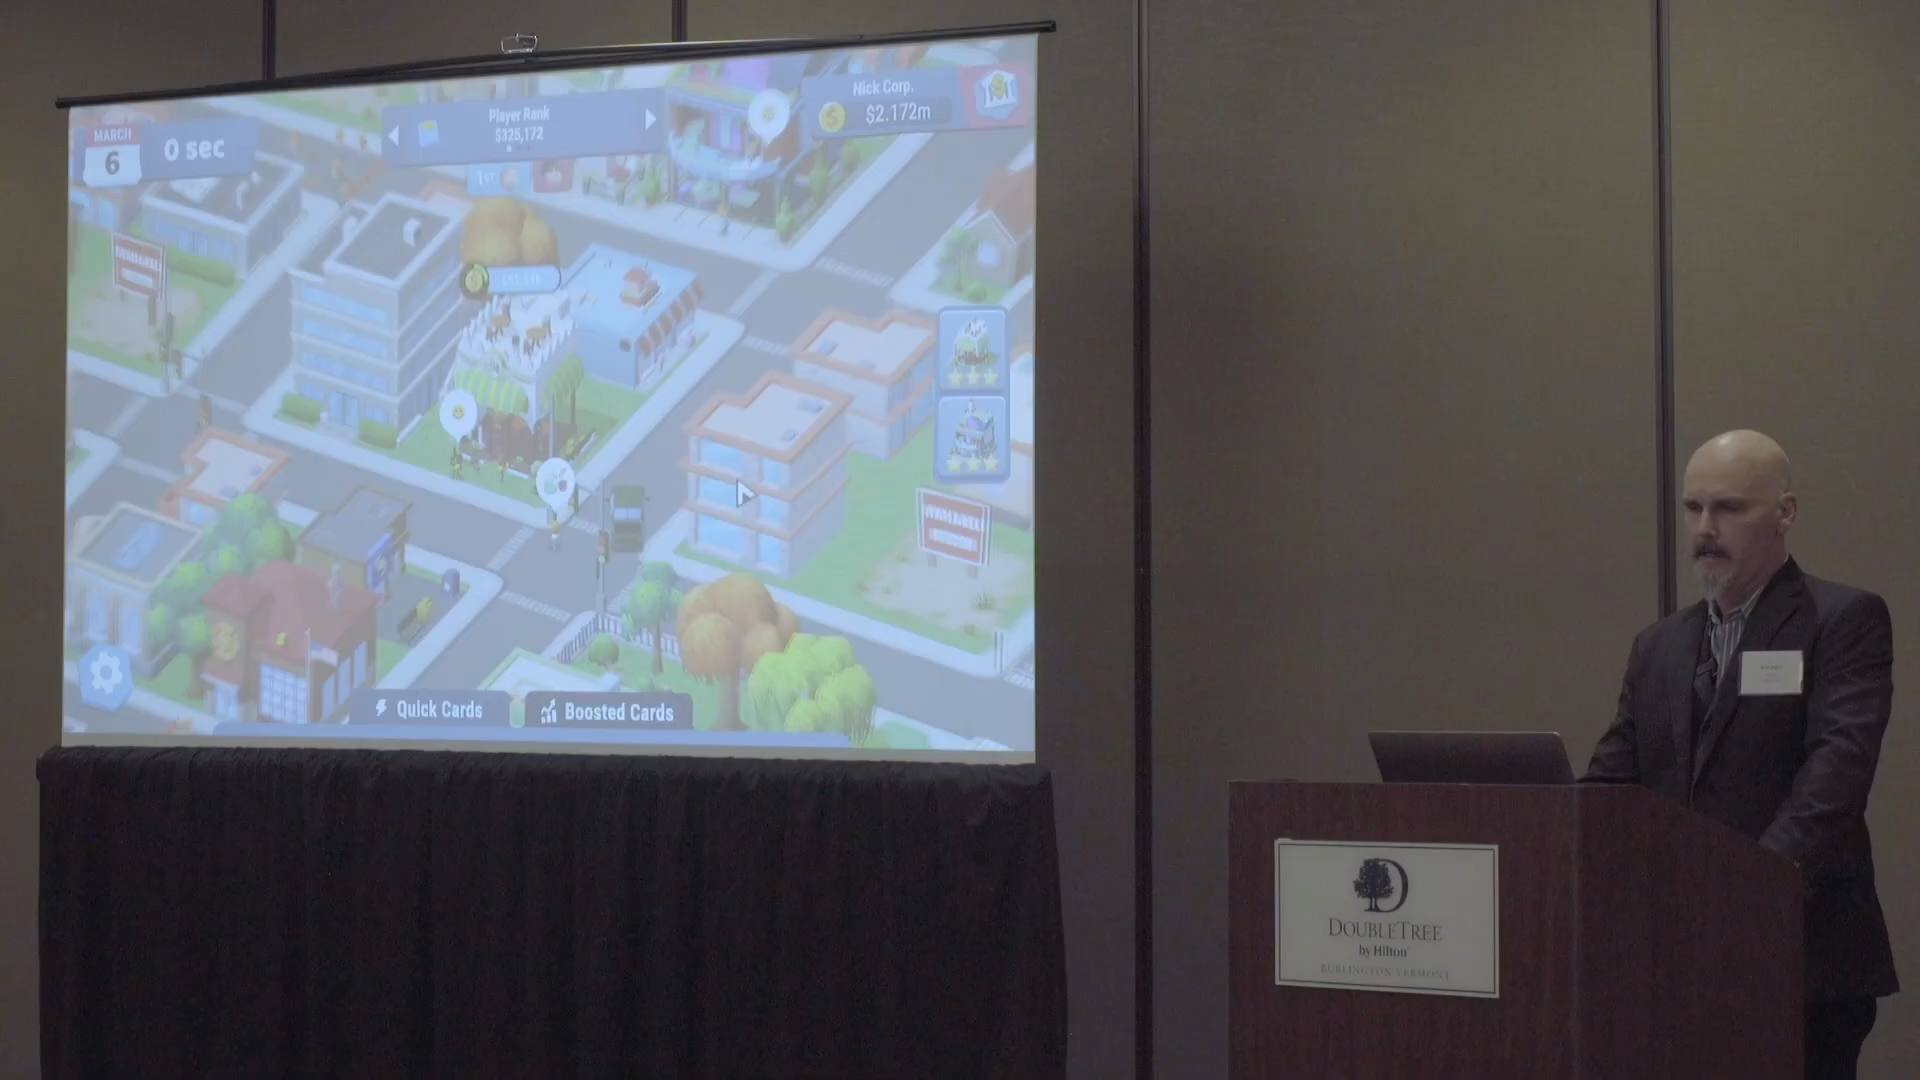 MARCH
6
0 sec
Player Rank
$325,172
1ST
Nick Corp.
$2.172m
Quick Cards
Boosted Cards
D
DOUBLETREE
by Hilton
BURLINGTON VERMONT